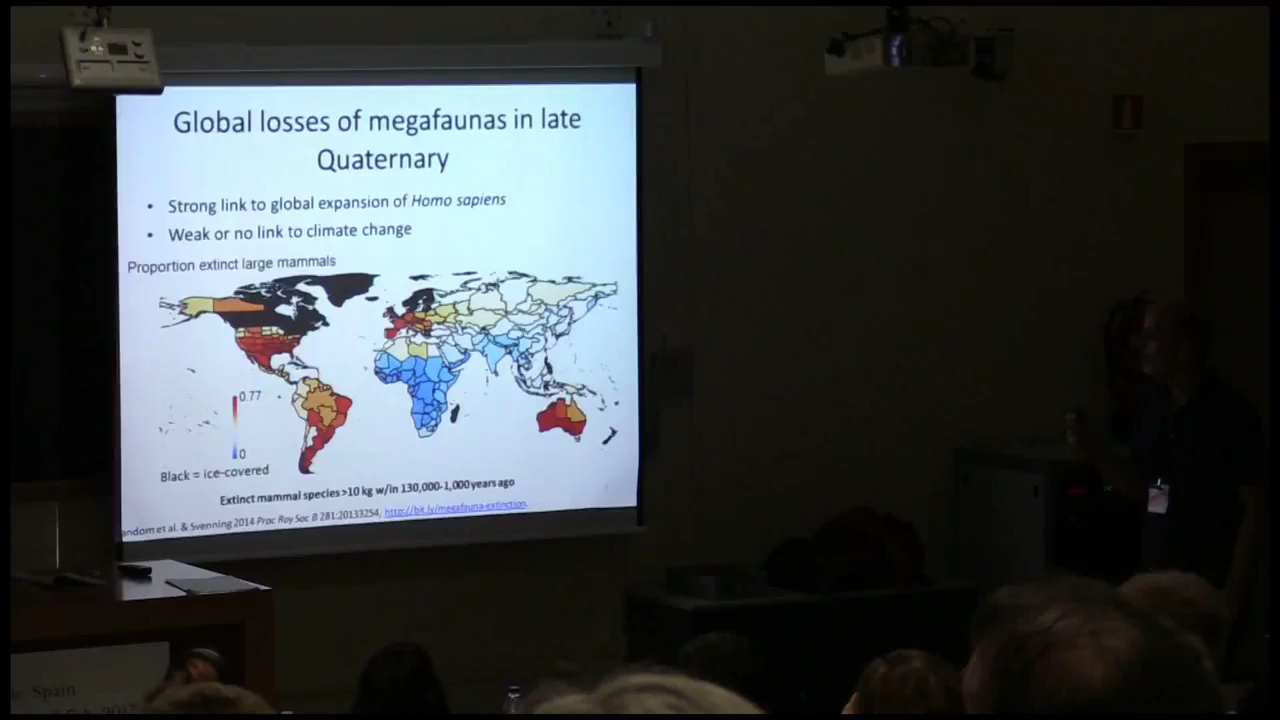 Global losses of megafaunas in late
Quaternary
• Strong link to global expansion of Homo sapiens
• Weak or no link to climate change
Proportion extinct large mammals
0.77
0
Black = ice-covered
Extinct mammal species >10 kg w/in 130,000-1,000 years ago
andom et al. & Svenning 2014 Proc Roy Soc B 281:20133254, http://bit.ly/megafauna-extinction.
Spain
2017